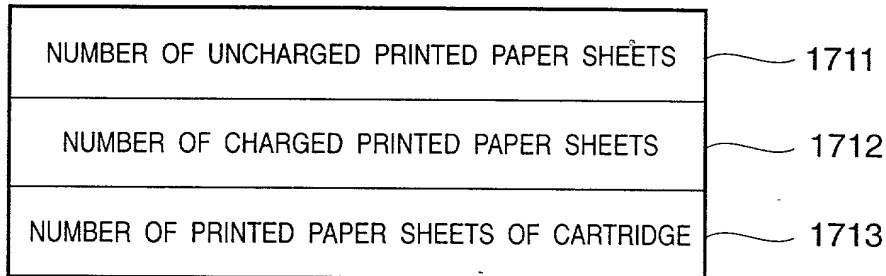 NUMBER OF UNCHARGED PRINTED PAPER SHEETS 1711
NUMBER OF CHARGED PRINTED PAPER SHEETS 1712
NUMBER OF PRINTED PAPER SHEETS OF CARTRIDGE 1713